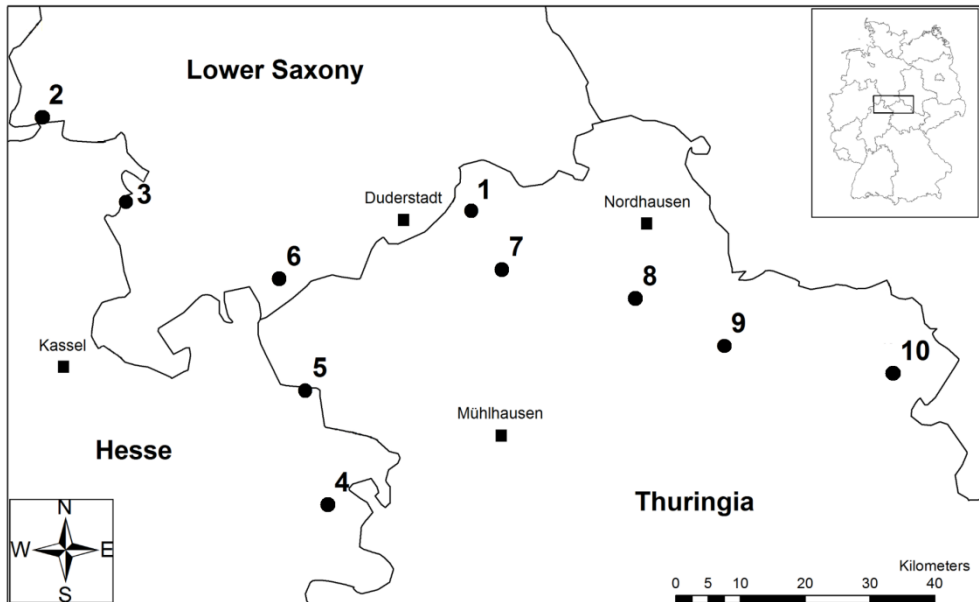 Lower Saxony
2
3
Duderstadt
1
Nordhausen
6
7
8
Kassel
9
5
10
Mühlhausen
Hesse
4
Thuringia
N
W E
S
Kilometers
0 5 10 20 30 40